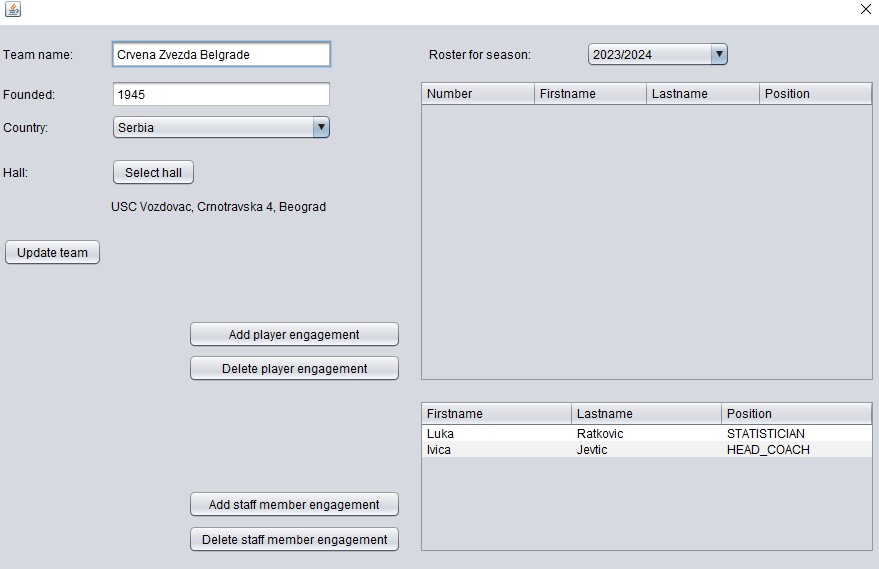 Team name: Crvena Zvezda Belgrade
Founded: 1945
Country: Serbia
Hall: Select hall
USC Vozdovac, Crnotravska 4, Beograd
Update team
Add player engagement
Delete player engagement
Add staff member engagement
Delete staff member engagement
Roster for season: 2023/2024
Number Firstname Lastname Position
Firstname Lastname Position
Luka Ratkovic STATISTICIAN
Ivica Jevtic HEAD_COACH